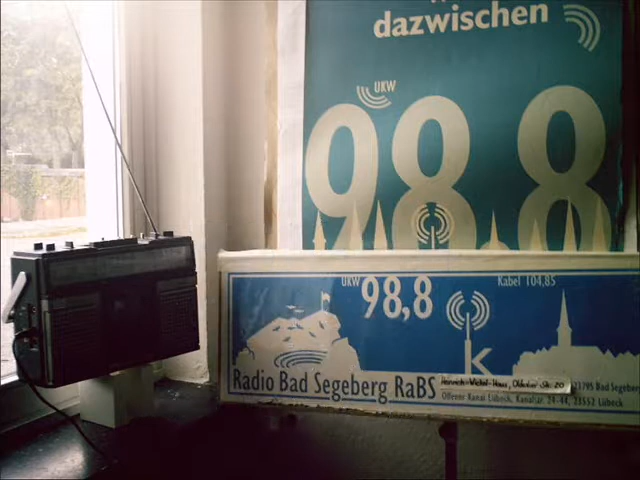 dazwischen
UKW
98.8
UKW 98,8
Kabel 104,85
k
Radio Bad Segeberg RaBS
23795 Bad Segeberg
Offener Kanal Lübeck, Kanalstr. 24-44, 23552 Lübeck